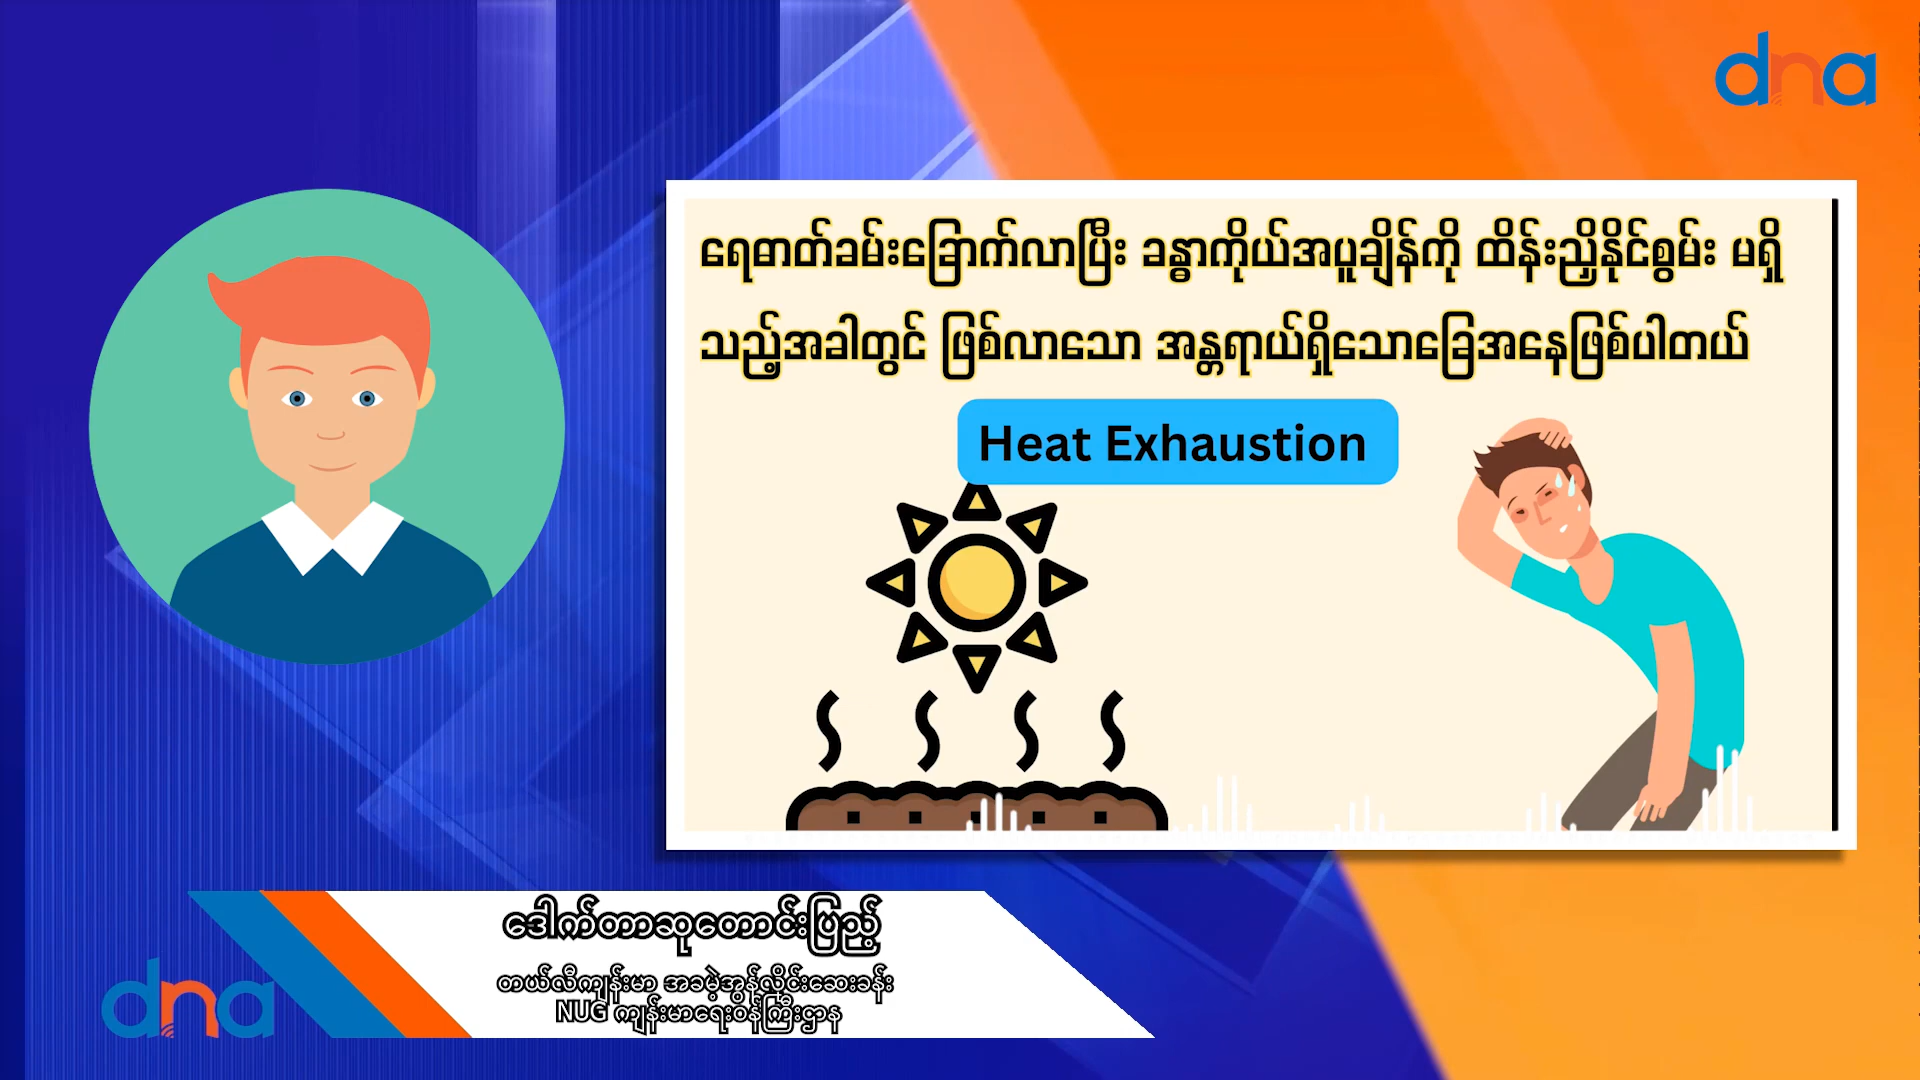 dna
ရေဓာတ်ခမ်းခြောက်လာပြီး ခန္ဓာကိုယ်အပူချိန်ကို ထိန်းညှိနိုင်စွမ်း မရှိ
သည့်အခါတွင် ဖြစ်လာသော အန္တရာယ်ရှိသောခြေအနေဖြစ်ပါတယ်
Heat Exhaustion
ဒေါက်တာဆုတောင်းပြည့်
တယ်လီကျန်းမာ အခမဲ့အွန်လိုင်းဆေးခန်း
NUG ကျန်းမာရေးဝန်ကြီးဌာန
dna